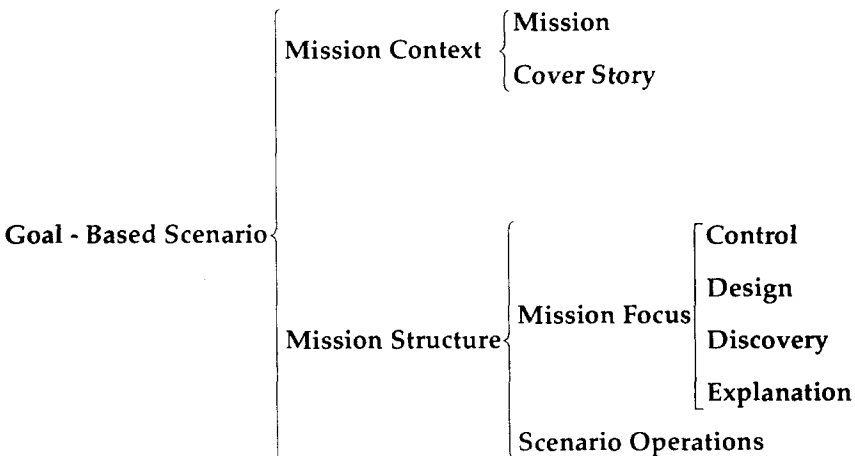 Goal - Based Scenario
Mission Context
Mission
Cover Story
Mission Structure
Mission Focus
Control
Design
Discovery
Explanation
Scenario Operations